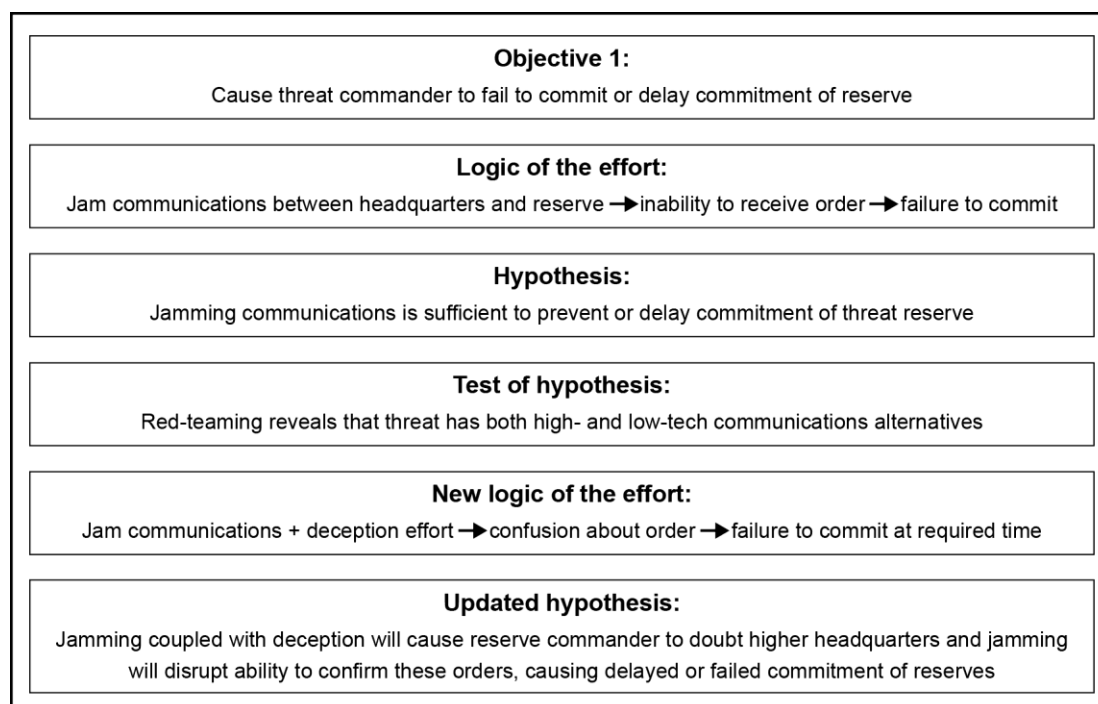 Objective 1:
Cause threat commander to fail to commit or delay commitment of reserve
Logic of the effort:
Jam communications between headquarters and reserve → inability to receive order → failure to commit
Hypothesis:
Jamming communications is sufficient to prevent or delay commitment of threat reserve
Test of hypothesis:
Red-teaming reveals that threat has both high- and low-tech communications alternatives
New logic of the effort:
Jam communications + deception effort → confusion about order → failure to commit at required time
Updated hypothesis:
Jamming coupled with deception will cause reserve commander to doubt higher headquarters and jamming
will disrupt ability to confirm these orders, causing delayed or failed commitment of reserves